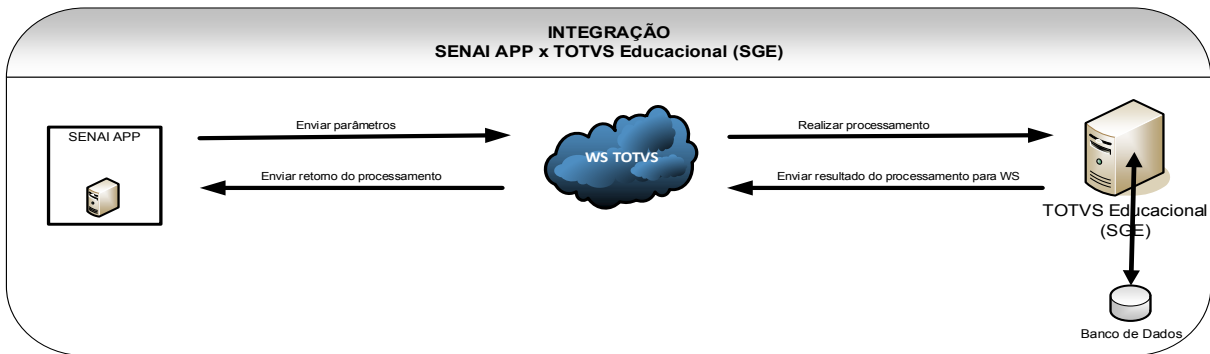 INTEGRAÇÃO
SENAI APP x TOTVS Educacional (SGE)
SENAI APP
Enviar parâmetros
WS TOTVS
Realizar processamento
Enviar retorno do processamento
Enviar resultado do processamento para WS
TOTVS Educacional
(SGE)
Banco de Dados